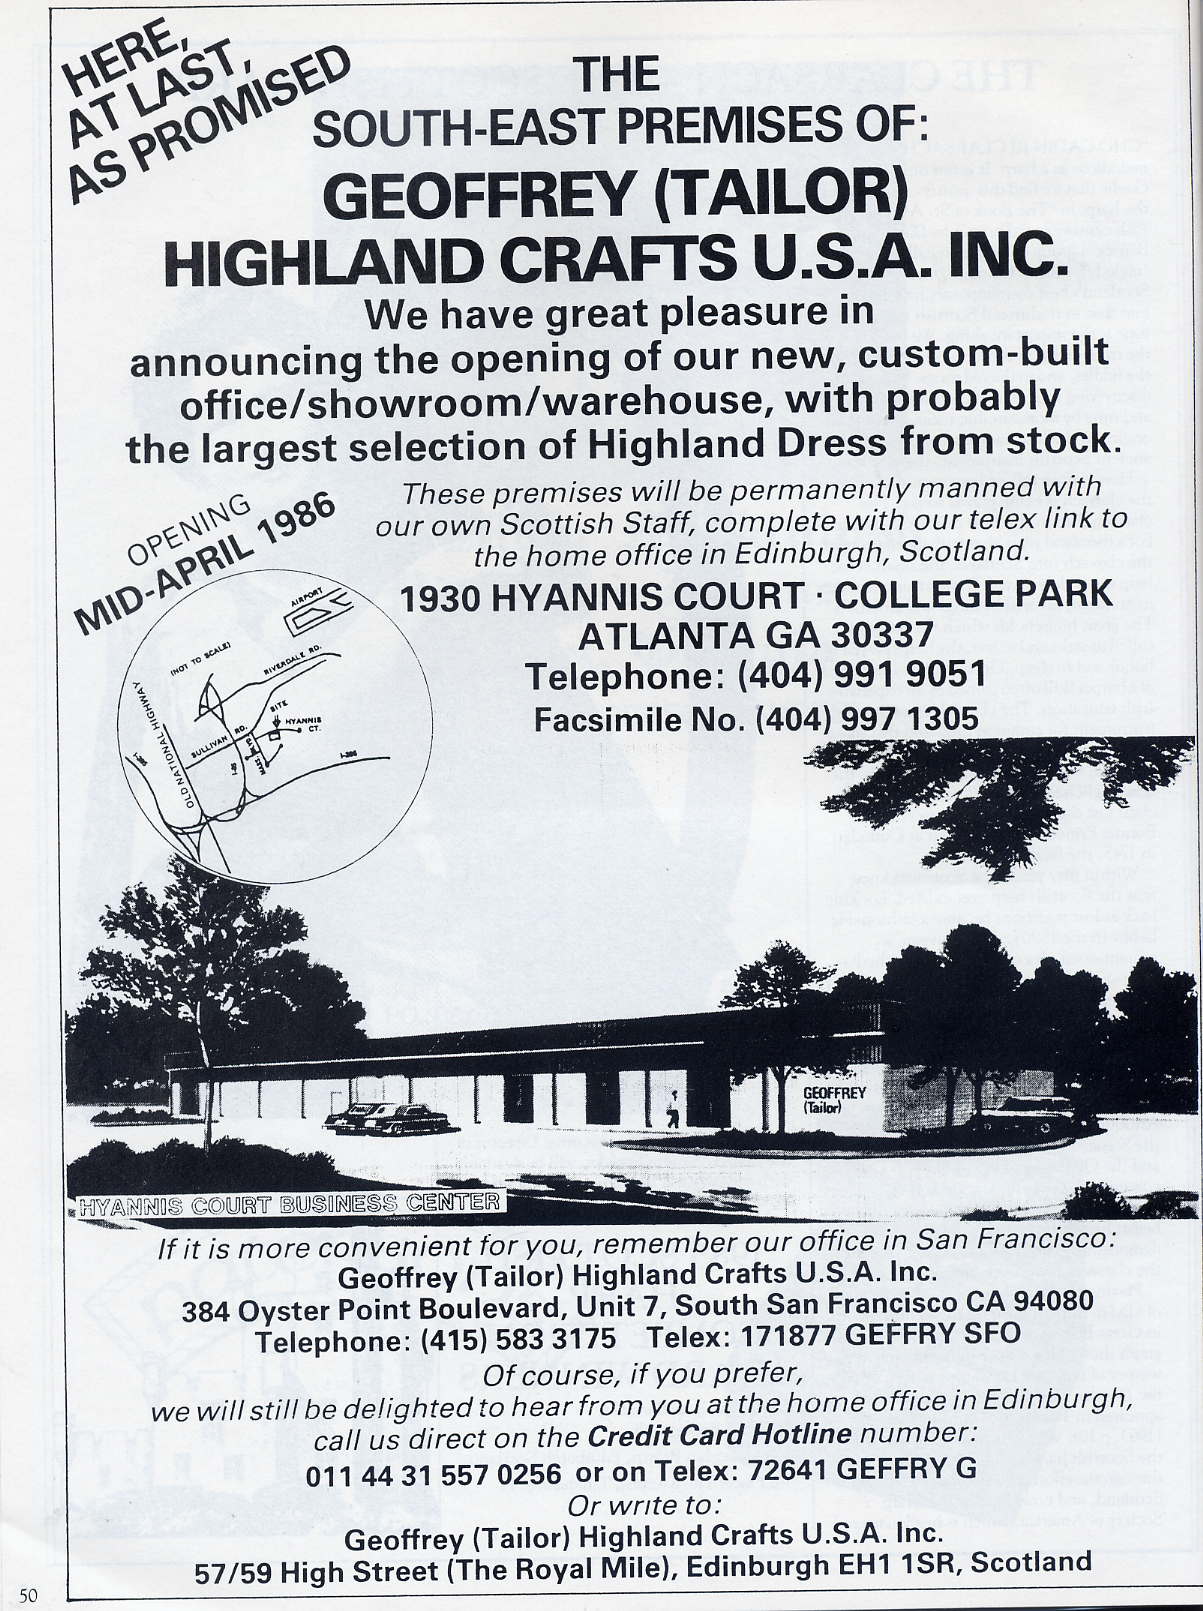 HERE,
AT LAST,
AS PROMISED
THE
SOUTH-EAST PREMISES OF:
GEOFFREY (TAILOR)
HIGHLAND CRAFTS U.S.A. INC.
We have great pleasure in
announcing the opening of our new, custom-built
office/showroom/warehouse, with probably
the largest selection of Highland Dress from stock.
OPENING
MID-APRIL 1986
These premises will be permanently manned with
our own Scottish Staff, complete with our telex link to
the home office in Edinburgh, Scotland.
1930 HYANNIS COURT · COLLEGE PARK
ATLANTA GA 30337
Telephone: (404) 991 9051
Facsimile No. (404) 997 1305
AIRPORT
(NOT TO SCALE)
RIVERDALE RD.
SITE
HYANNIS
CT.
SULLIVAN RD.
OLD NATIONAL HIGHWAY
GEOFFREY
(Tailor)
HYANNIS COURT BUSINESS CENTER
If it is more convenient for you, remember our office in San Francisco:
Geoffrey (Tailor) Highland Crafts U.S.A. Inc.
384 Oyster Point Boulevard, Unit 7, South San Francisco CA 94080
Telephone: (415) 583 3175 Telex: 171877 GEFFRY SFO
Of course, if you prefer,
we will still be delighted to hear from you at the home office in Edinburgh,
call us direct on the Credit Card Hotline number:
011 44 31 557 0256 or on Telex: 72641 GEFFRY G
Or write to:
Geoffrey (Tailor) Highland Crafts U.S.A. Inc.
57/59 High Street (The Royal Mile), Edinburgh EH1 1SR, Scotland
50